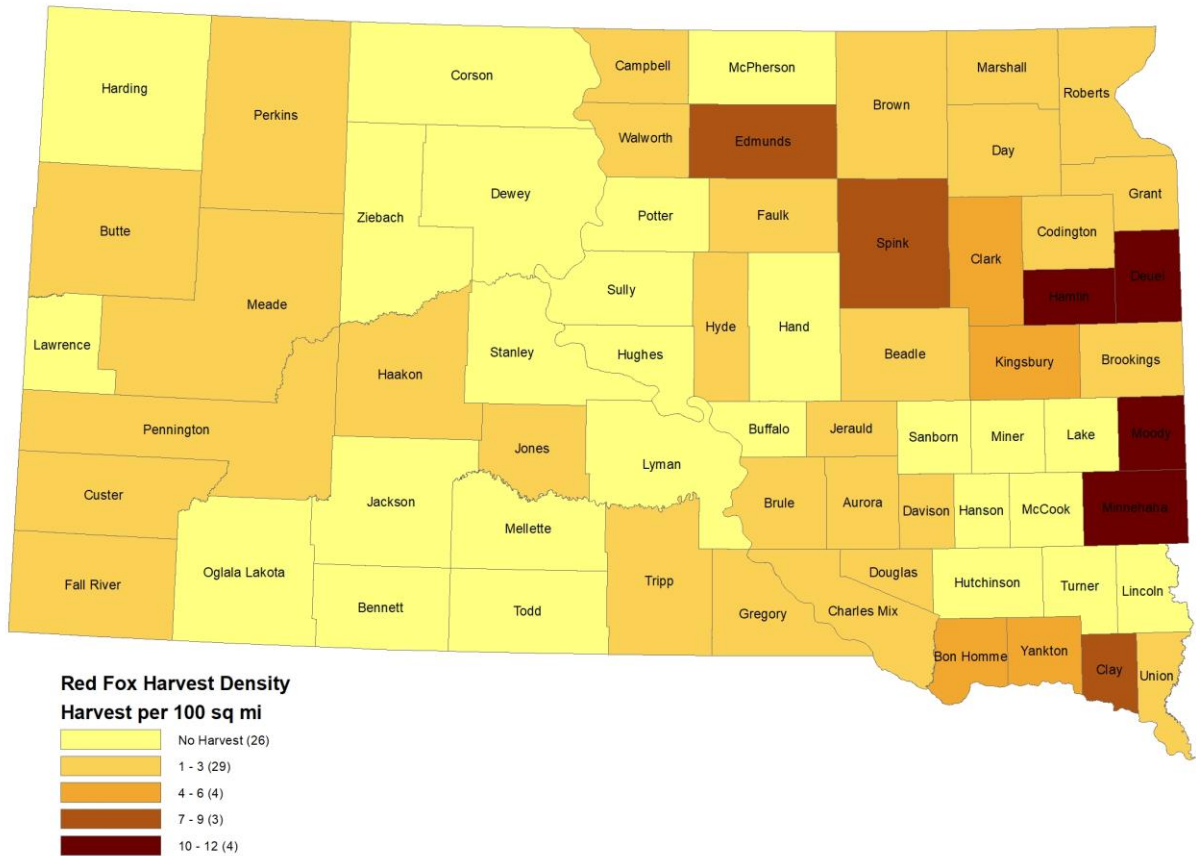 Harding
Perkins
Corson
Campbell
McPherson
Brown
Marshall
Roberts
Walworth
Edmunds
Day
Butte
Ziebach
Dewey
Potter
Faulk
Spink
Clark
Codington
Grant
Deuel
Hamlin
Meade
Sully
Hyde
Hand
Lawrence
Stanley
Hughes
Beadle
Kingsbury
Brookings
Haakon
Pennington
Jones
Lyman
Buffalo
Jerauld
Sanborn
Miner
Lake
Moody
Custer
Jackson
Mellette
Brule
Aurora
Davison
Hanson
McCook
Minnehaha
Fall River
Oglala Lakota
Bennett
Todd
Tripp
Gregory
Douglas
Charles Mix
Hutchinson
Turner
Lincoln
Bon Homme
Yankton
Clay
Union
Red Fox Harvest Density
Harvest per 100 sq mi
No Harvest (26)
1 - 3 (29)
4 - 6 (4)
7 - 9 (3)
10 - 12 (4)